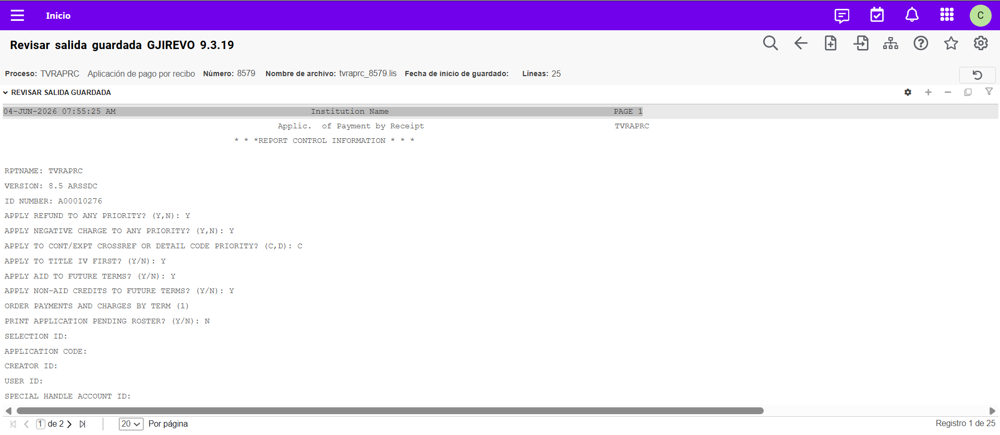 Inicio
C
Revisar salida guardada GJIREVO 9.3.19
Proceso: TVRAPRC Aplicación de pago por recibo Número: 8579 Nombre de archivo: tvraprc_8579.lis Fecha de inicio de guardado: Líneas: 25
REVISAR SALIDA GUARDADA
04-JUN-2026 07:55:25 AM Institution Name PAGE 1
Applic. of Payment by Receipt TVRAPRC
* * *REPORT CONTROL INFORMATION * * *
RPTNAME: TVRAPRC
VERSION: 8.5 ARSSDC
ID NUMBER: A00010276
APPLY REFUND TO ANY PRIORITY? (Y,N): Y
APPLY NEGATIVE CHARGE TO ANY PRIORITY? (Y,N): Y
APPLY TO CONT/EXPT CROSSREF OR DETAIL CODE PRIORITY? (C,D): C
APPLY TO TITLE IV FIRST? (Y/N): Y
APPLY AID TO FUTURE TERMS? (Y/N): Y
APPLY NON-AID CREDITS TO FUTURE TERMS? (Y/N): Y
ORDER PAYMENTS AND CHARGES BY TERM (1)
PRINT APPLICATION PENDING ROSTER? (Y/N): N
SELECTION ID:
APPLICATION CODE:
CREATOR ID:
USER ID:
SPECIAL HANDLE ACCOUNT ID:
1 de 2 20 Por página Registro 1 de 25